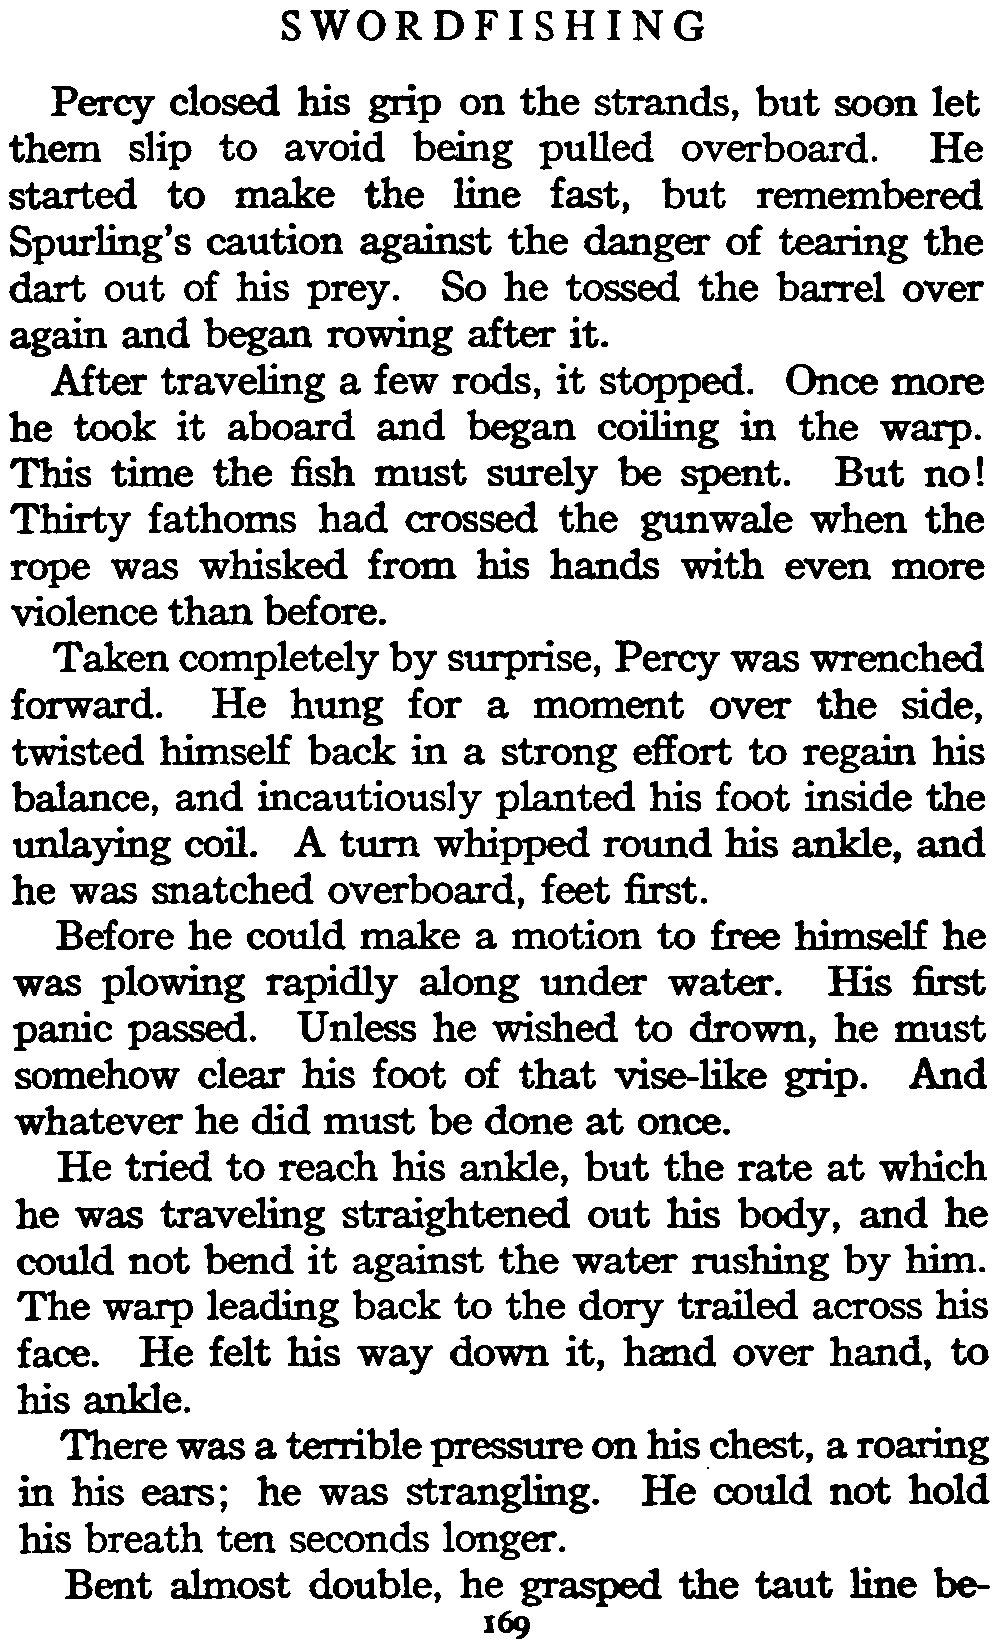 SWORDFISHING
Percy closed his grip on the strands, but soon let
them slip to avoid being pulled overboard. He
started to make the line fast, but remembered
Spurling's caution against the danger of tearing the
dart out of his prey. So he tossed the barrel over
again and began rowing after it.
After traveling a few rods, it stopped. Once more
he took it aboard and began coiling in the warp.
This time the fish must surely be spent. But no!
Thirty fathoms had crossed the gunwale when the
rope was whisked from his hands with even more
violence than before.
Taken completely by surprise, Percy was wrenched
forward. He hung for a moment over the side,
twisted himself back in a strong effort to regain his
balance, and incautiously planted his foot inside the
unlaying coil. A turn whipped round his ankle, and
he was snatched overboard, feet first.
Before he could make a motion to free himself he
was plowing rapidly along under water. His first
panic passed. Unless he wished to drown, he must
somehow clear his foot of that vise-like grip. And
whatever he did must be done at once.
He tried to reach his ankle, but the rate at which
he was traveling straightened out his body, and he
could not bend it against the water rushing by him.
The warp leading back to the dory trailed across his
face. He felt his way down it, hand over hand, to
his ankle.
There was a terrible pressure on his chest, a roaring
in his ears; he was strangling. He could not hold
his breath ten seconds longer.
Bent almost double, he grasped the taut line be-
169